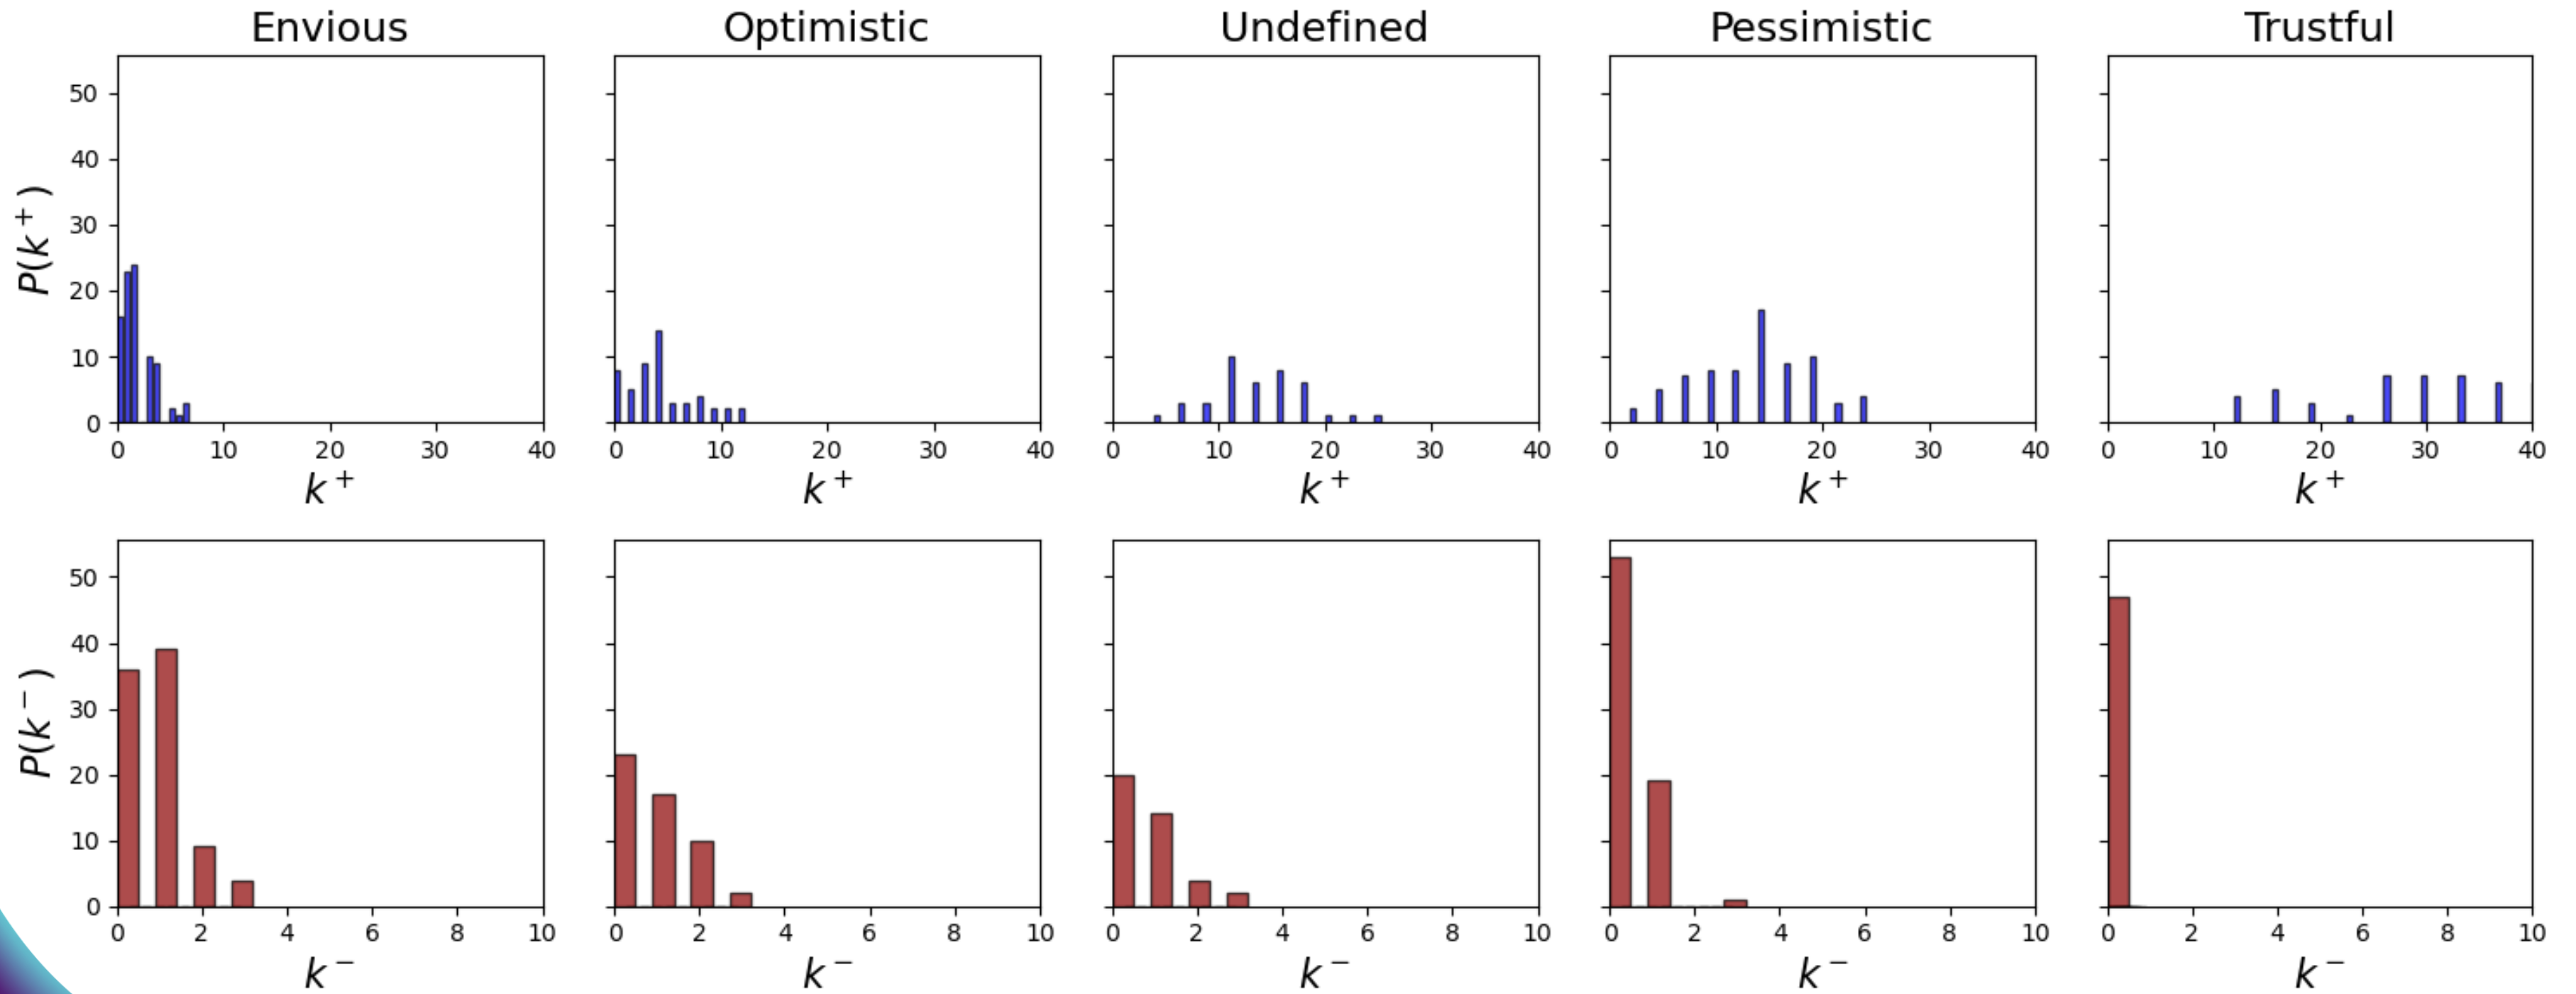 Envious Optimistic Undefined Pessimistic Trustful
P(k⁺)
50
40
30
20
10
0
0 10 20 30 40 0 10 20 30 40 0 10 20 30 40 0 10 20 30 40 0 10 20 30 40
k⁺ k⁺ k⁺ k⁺ k⁺
P(k⁻)
50
40
30
20
10
0
0 2 4 6 8 10 0 2 4 6 8 10 0 2 4 6 8 10 0 2 4 6 8 10 0 2 4 6 8 10
k⁻ k⁻ k⁻ k⁻ k⁻